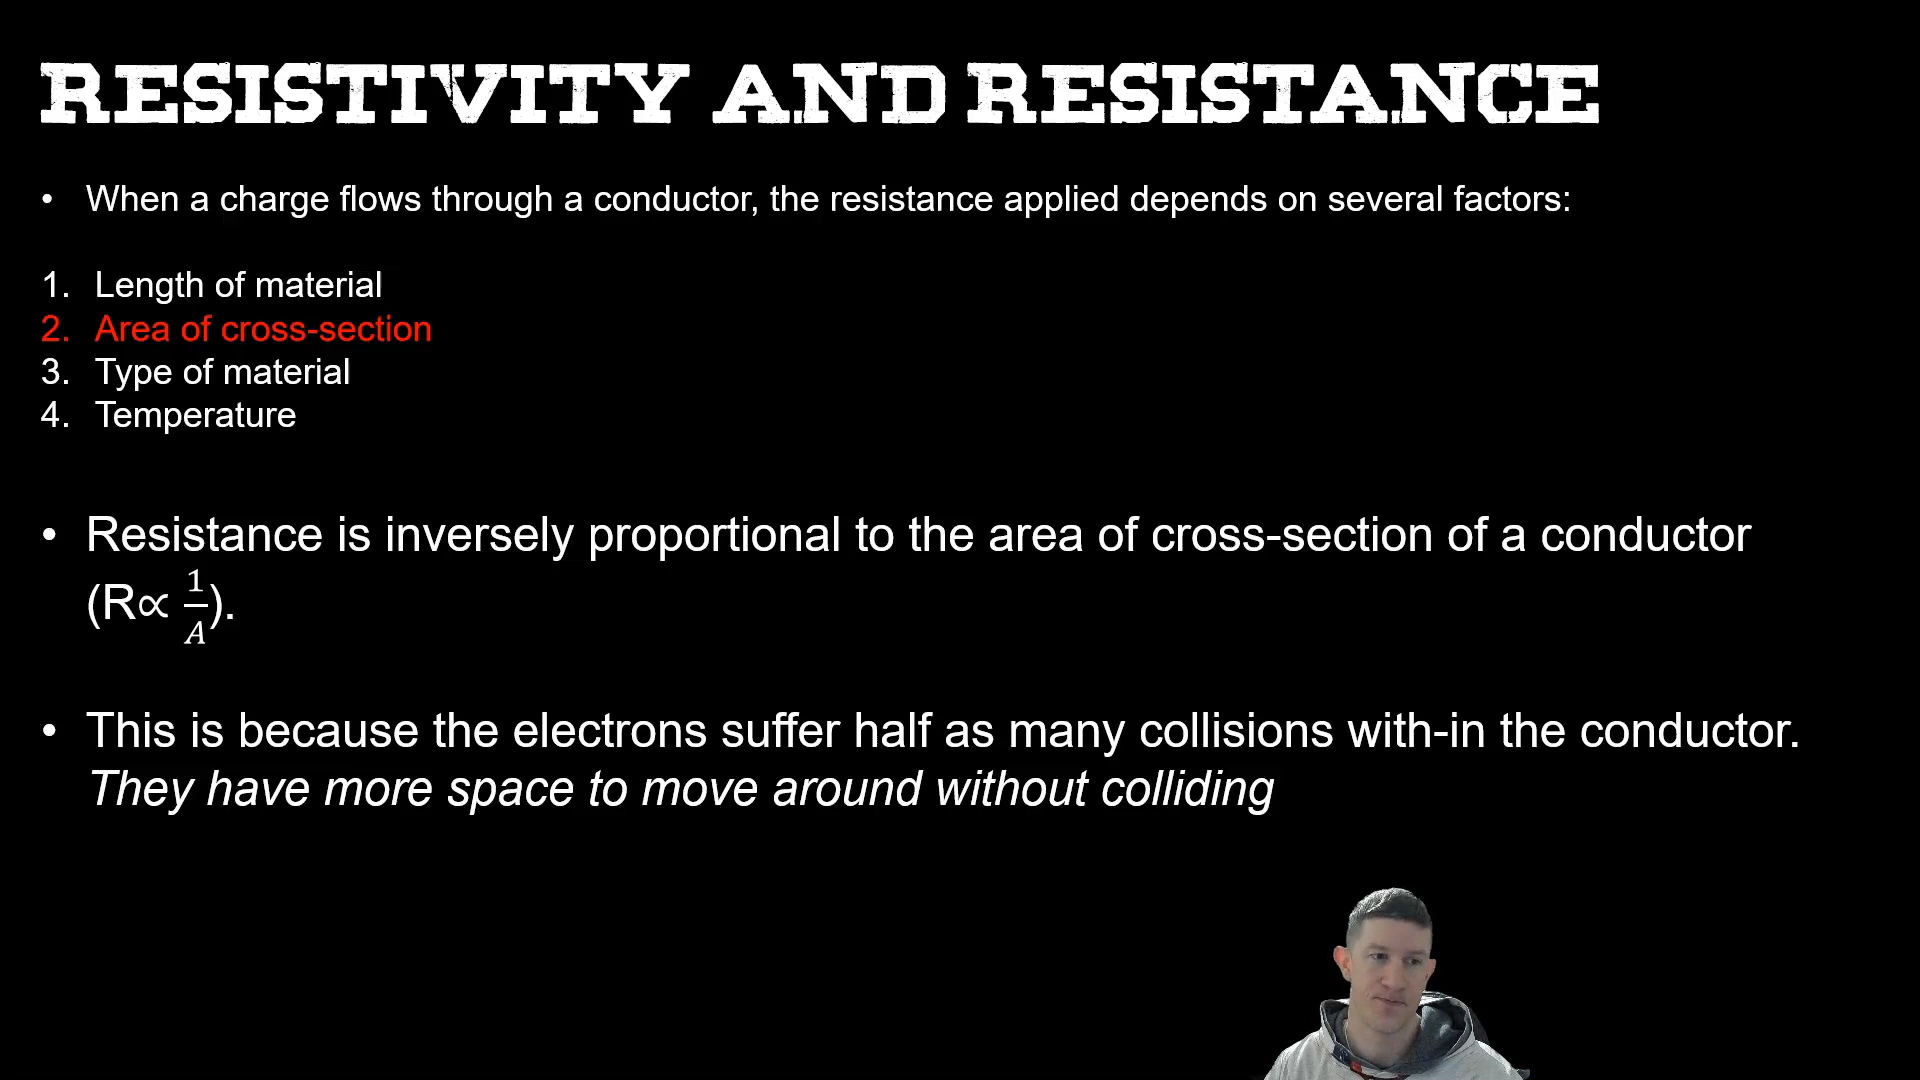 RESISTIVITY AND RESISTANCE
• When a charge flows through a conductor, the resistance applied depends on several factors:
1. Length of material
2. Area of cross-section
3. Type of material
4. Temperature
• Resistance is inversely proportional to the area of cross-section of a conductor
(R∝ 1/A).
• This is because the electrons suffer half as many collisions with-in the conductor.
They have more space to move around without colliding